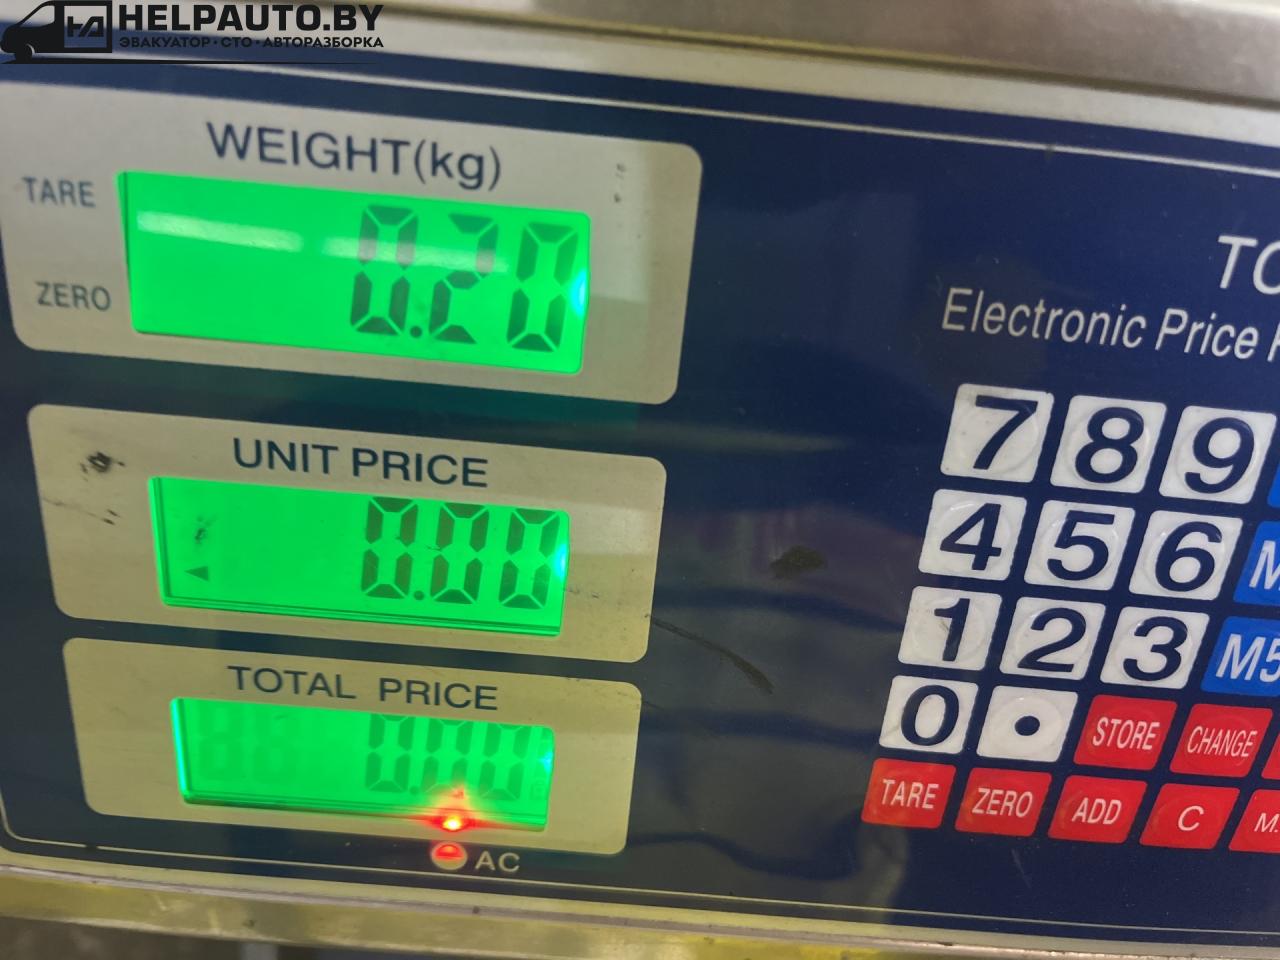 HELPAUTO.BY
ЭВАКУАТОР·СТО·АВТОРАЗБОРКА
WEIGHT(kg)
TARE
ZERO
0.20
UNIT PRICE
0.00
TOTAL PRICE
0.00
AC
Electronic Price
7 8 9
4 5 6
1 2 3 M5
0 • STORE CHANGE
TARE ZERO ADD C